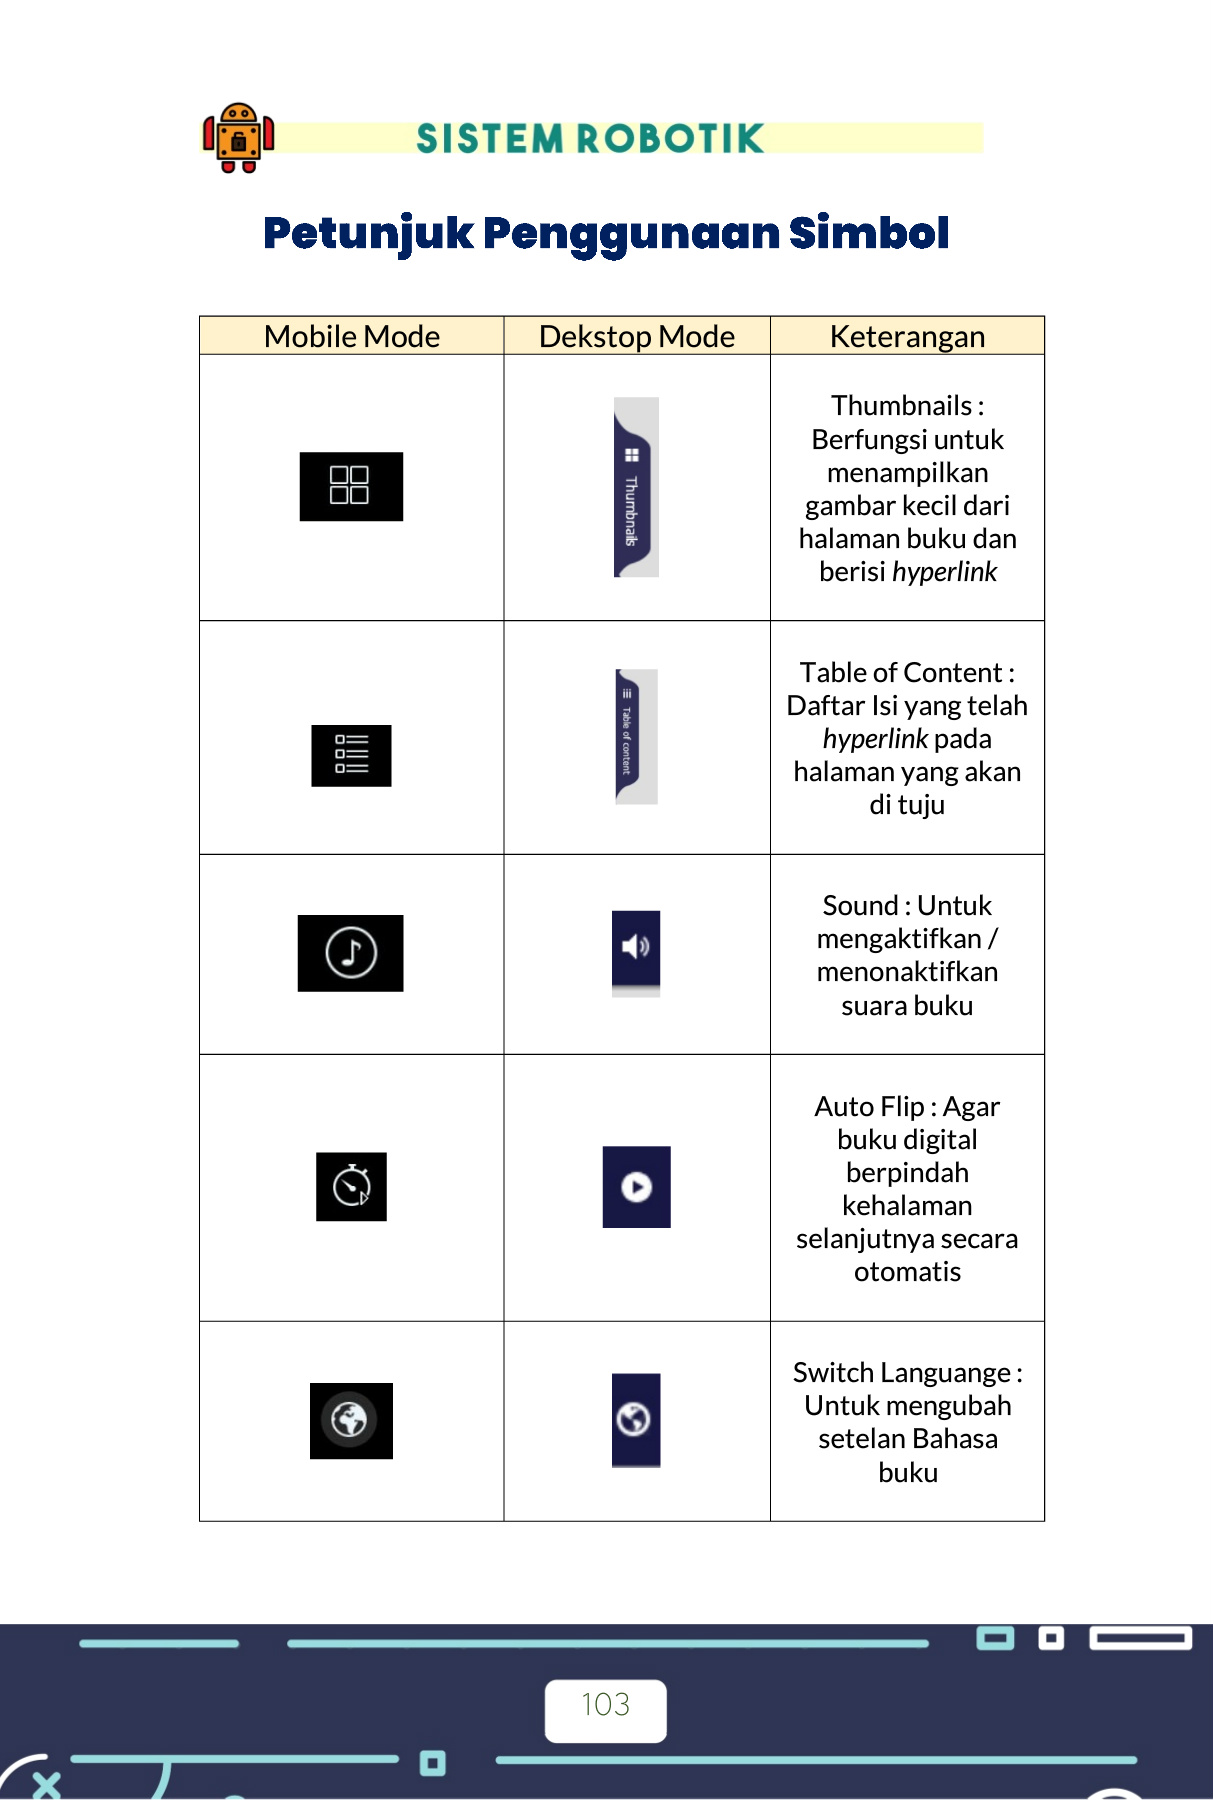 SISTEM ROBOTIK
Petunjuk Penggunaan Simbol
Mobile Mode
Dekstop Mode
Keterangan
Thumbnails
Thumbnails :
Berfungsi untuk
menampilkan
gambar kecil dari
halaman buku dan
berisi hyperlink
Table of content
Table of Content :
Daftar Isi yang telah
hyperlink pada
halaman yang akan
di tuju
Sound : Untuk
mengaktifkan /
menonaktifkan
suara buku
Auto Flip : Agar
buku digital
berpindah
kehalaman
selanjutnya secara
otomatis
Switch Languange :
Untuk mengubah
setelan Bahasa
buku
103